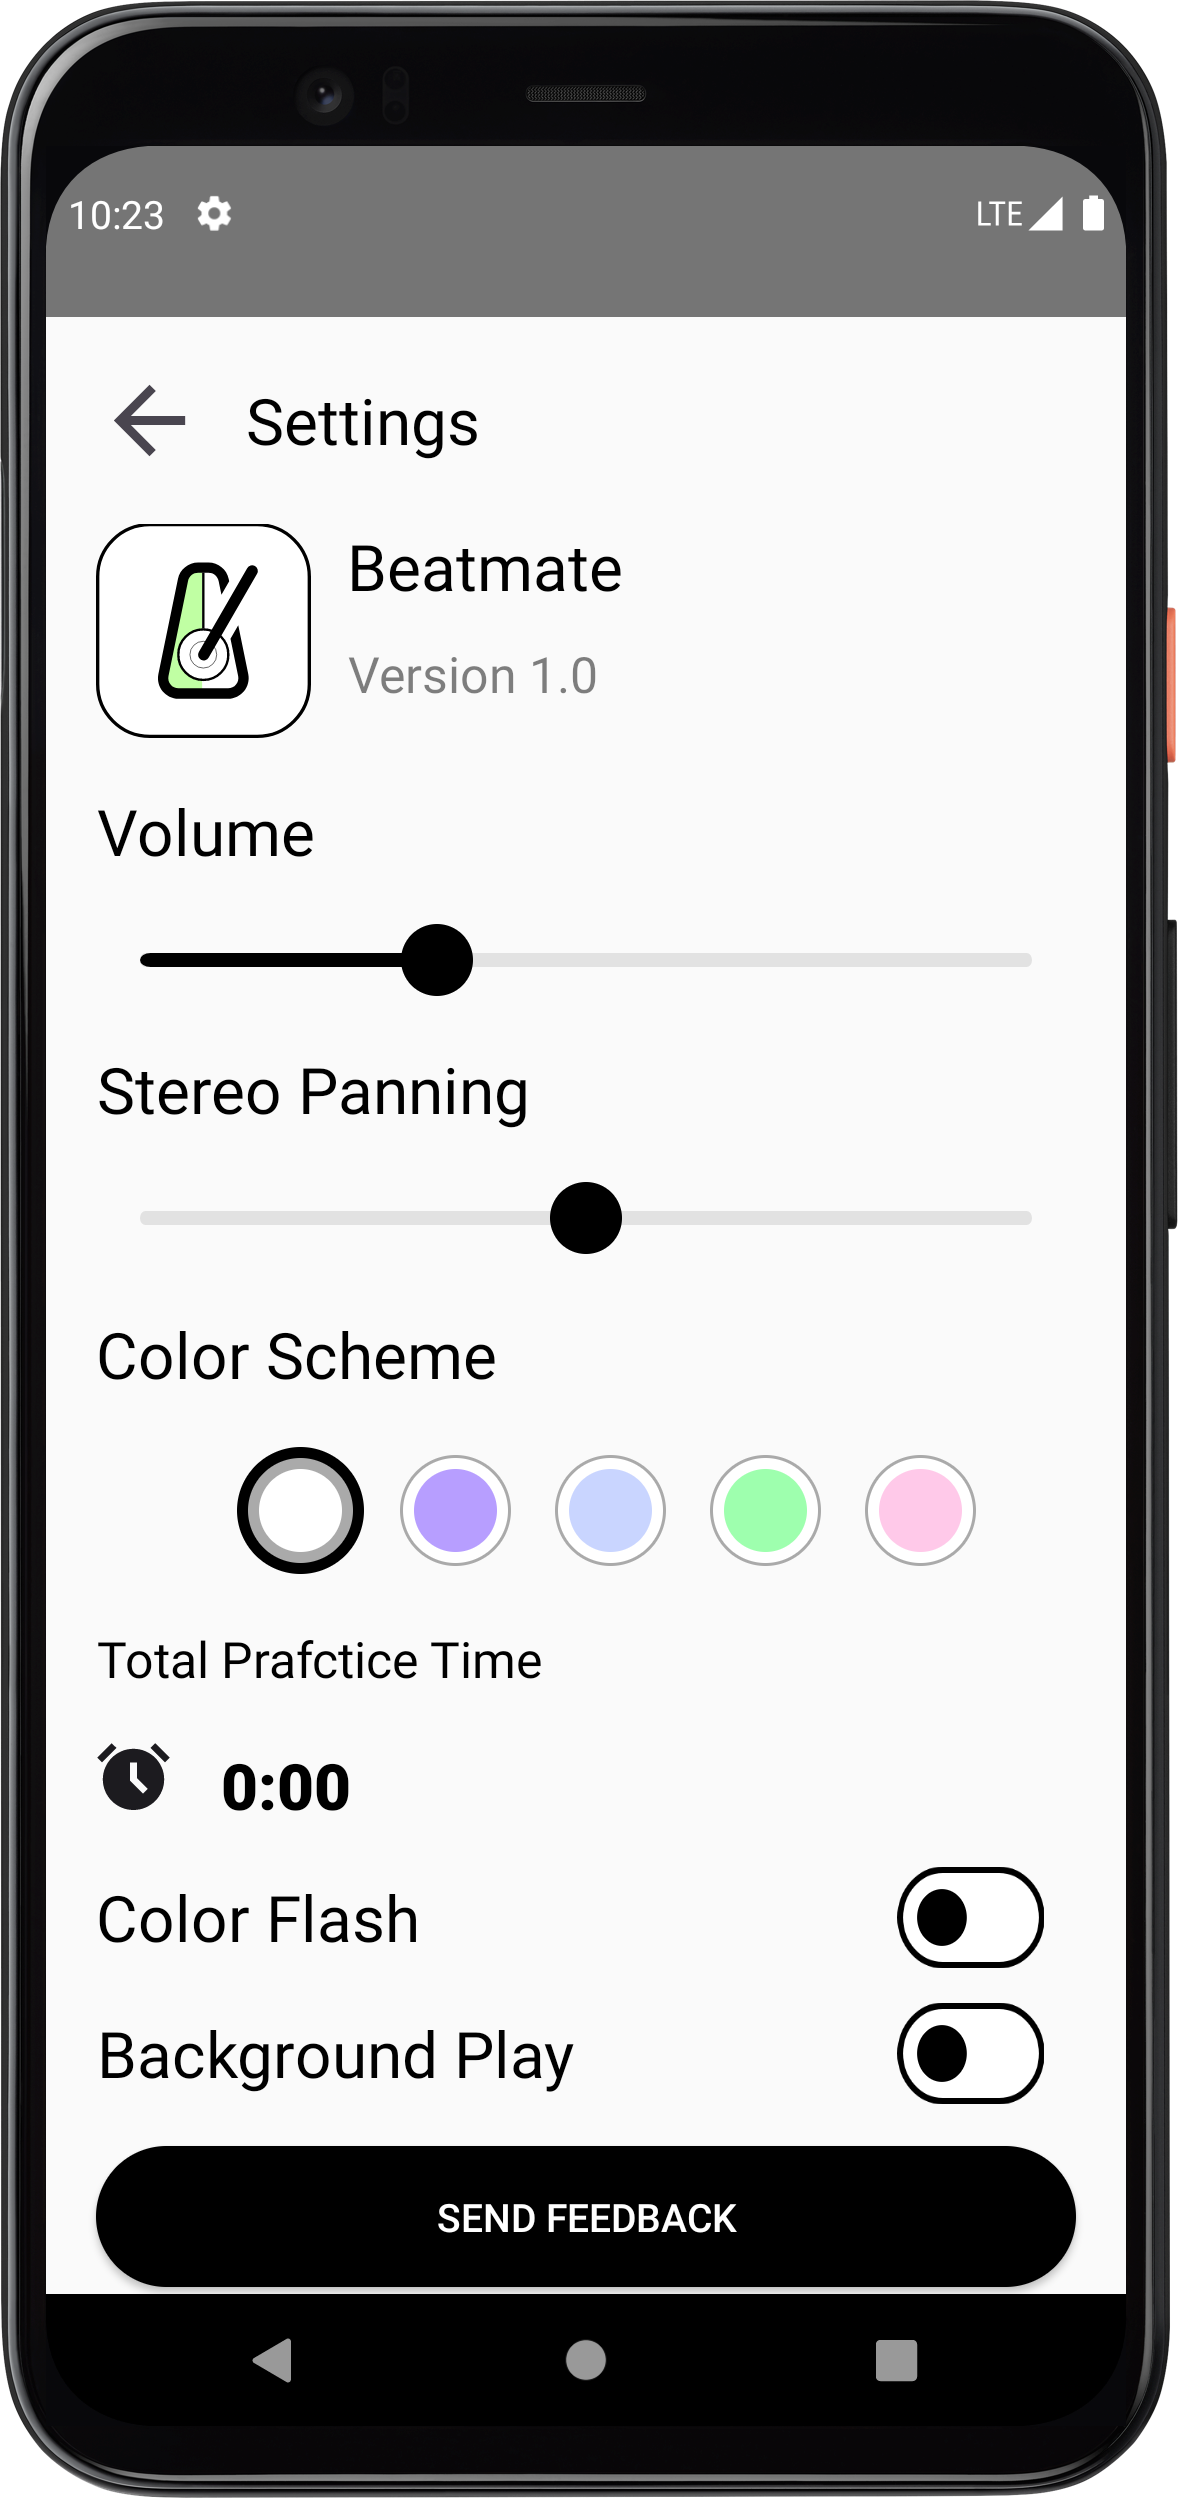 10:23 LTE
Settings
Beatmate
Version 1.0
Volume
Stereo Panning
Color Scheme
Total Prafctice Time
0:00
Color Flash
Background Play
SEND FEEDBACK